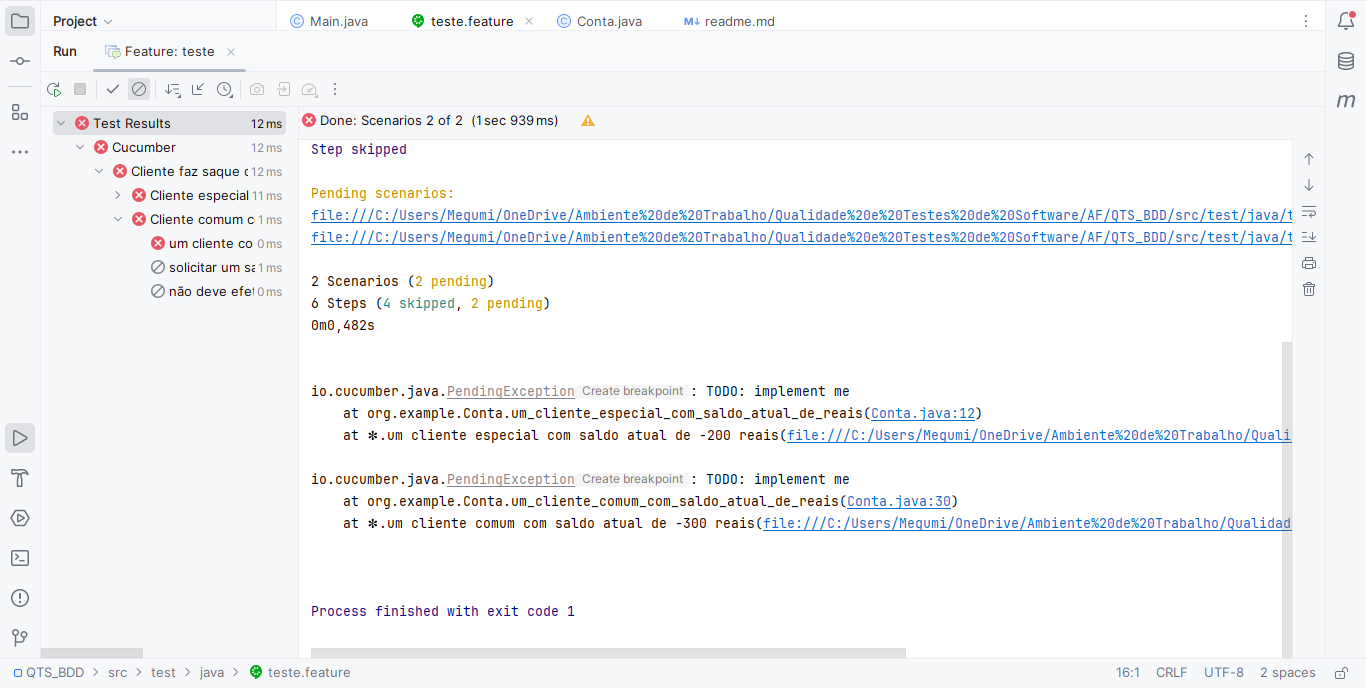 Project
Main.java
teste.feature
Conta.java
M↓ readme.md
Run
Feature: teste
Test Results 12 ms
Cucumber 12 ms
Cliente faz saque 12 ms
Cliente especial 11 ms
Cliente comum 1 ms
um cliente 0 ms
solicitar um 1 ms
não deve 0 ms
Done: Scenarios 2 of 2 (1 sec 939 ms)
Step skipped
Pending scenarios:
file:///C:/Users/Megumi/OneDrive/Ambiente%20de%20Trabalho/Qualidade%20e%20Testes%20de%20Software/AF/QTS_BDD/src/test/java/t
file:///C:/Users/Megumi/OneDrive/Ambiente%20de%20Trabalho/Qualidade%20e%20Testes%20de%20Software/AF/QTS_BDD/src/test/java/t
2 Scenarios (2 pending)
6 Steps (4 skipped, 2 pending)
0m0,482s
io.cucumber.java.PendingException Create breakpoint : TODO: implement me
at org.example.Conta.um_cliente_especial_com_saldo_atual_de_reais(Conta.java:12)
at ✽.um cliente especial com saldo atual de -200 reais(file:///C:/Users/Megumi/OneDrive/Ambiente%20de%20Trabalho/Quali
io.cucumber.java.PendingException Create breakpoint : TODO: implement me
at org.example.Conta.um_cliente_comum_com_saldo_atual_de_reais(Conta.java:30)
at ✽.um cliente comum com saldo atual de -300 reais(file:///C:/Users/Megumi/OneDrive/Ambiente%20de%20Trabalho/Qualidad
Process finished with exit code 1
QTS_BDD > src > test > java > teste.feature
16:1 CRLF UTF-8 2 spaces